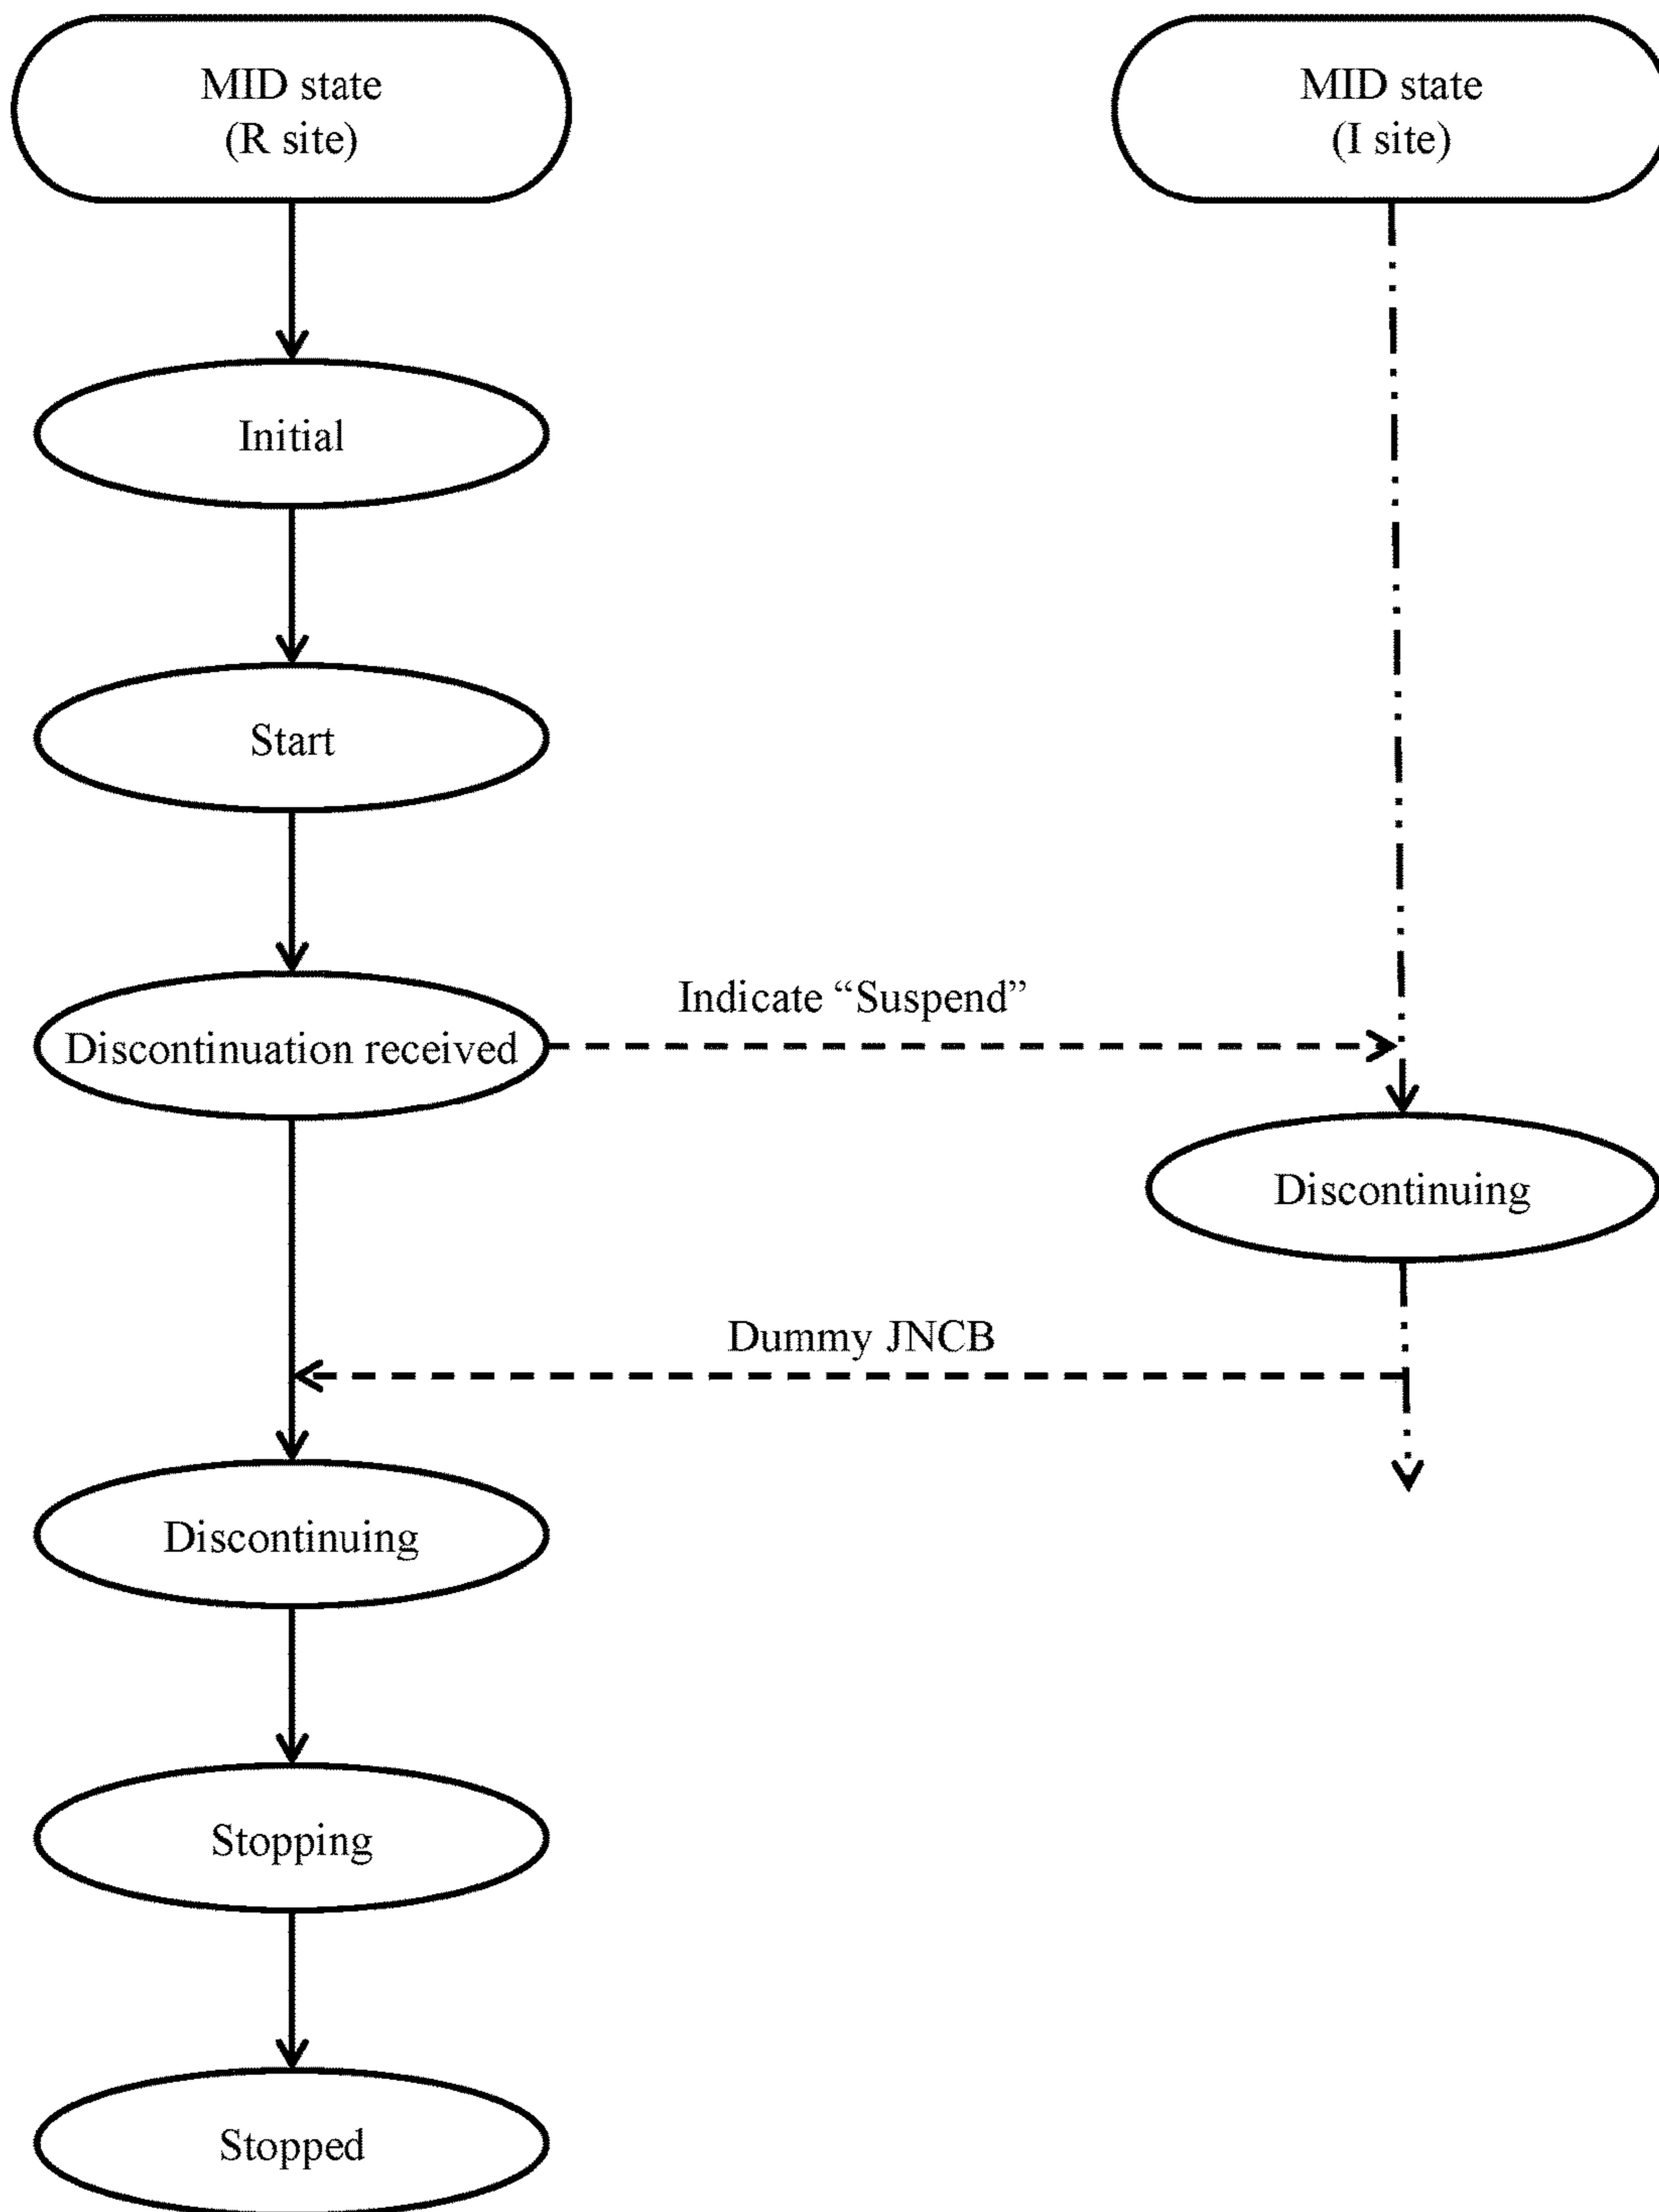 MID state
(R site)
MID state
(I site)
Initial
Start
Discontinuation received
Indicate “Suspend”
Discontinuing
Dummy JNCB
Discontinuing
Stopping
Stopped